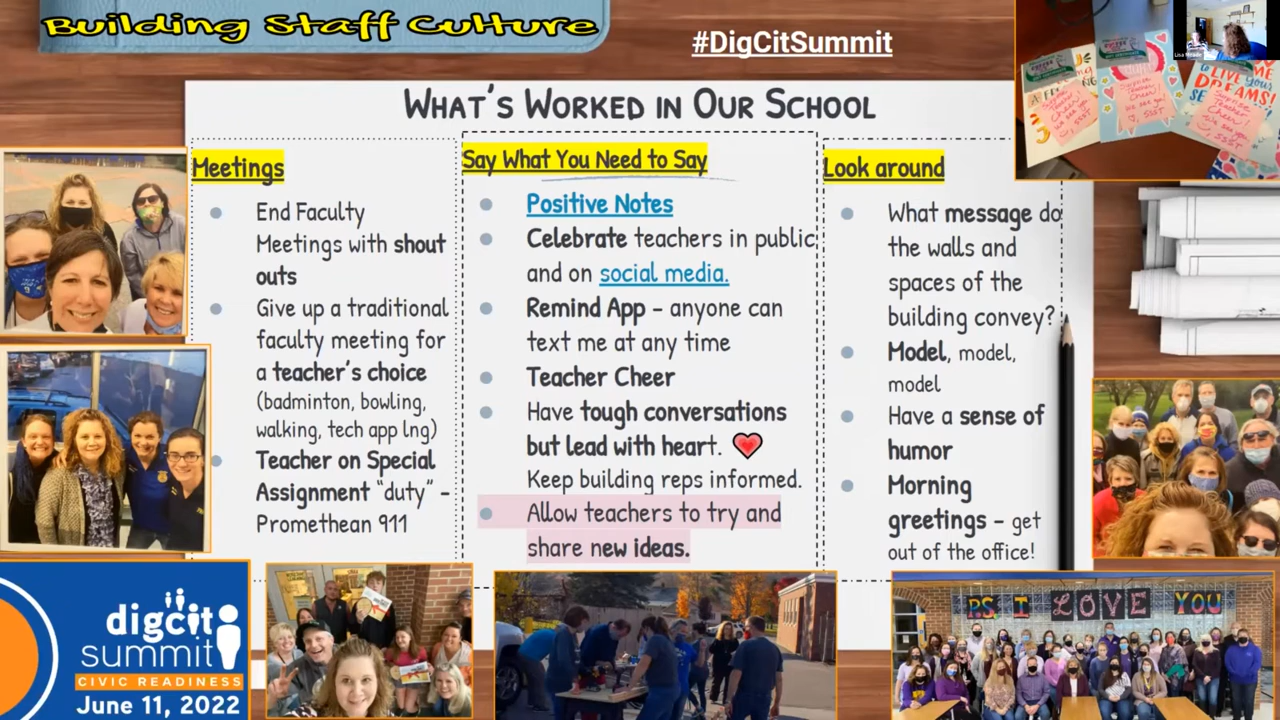 Building Staff Culture
#DigCitSummit
WHAT'S WORKED IN OUR SCHOOL
Meetings
End Faculty
Meetings with shout
outs
Give up a traditional
faculty meeting for
a teacher's choice
(badminton, bowling,
walking, tech app lng)
Teacher on Special
Assignment "duty" -
Promethean 911
Say What You Need to Say
Positive Notes
Celebrate teachers in public
and on social media.
Remind App - anyone can
text me at any time
Teacher Cheer
Have tough conversations
but lead with heart.
Keep building reps informed.
Allow teachers to try and
share new ideas.
Look around
What message do
the walls and
spaces of the
building convey?
Model, model,
model
Have a sense of
humor
Morning
greetings - get
out of the office!
to LIVE your
DREAMS!
digcit
summit
CIVIC READINESS
June 11, 2022
P.S. I LOVE YOU